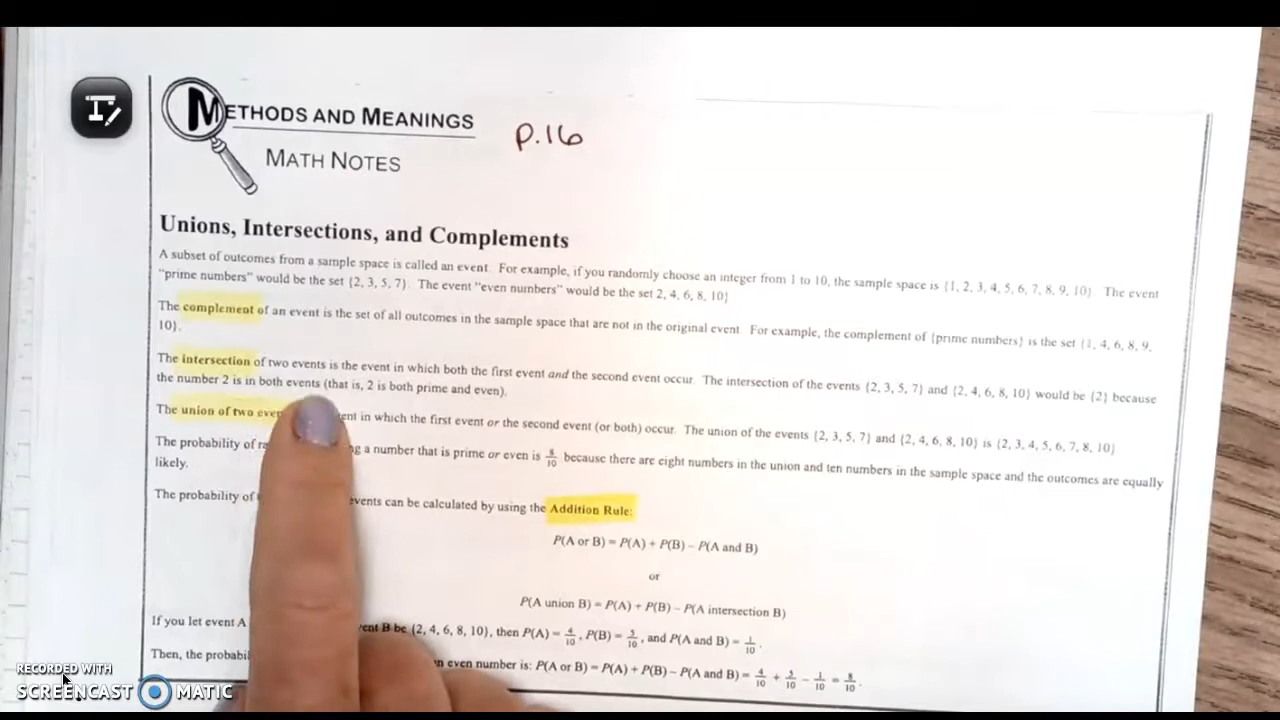 METHODS AND MEANINGS
p.16
MATH NOTES
Unions, Intersections, and Complements
A subset of outcomes from a sample space is called an event. For example, if you randomly choose an integer from 1 to 10, the sample space is {1, 2, 3, 4, 5, 6, 7, 8, 9, 10}. The event
"prime numbers" would be the set {2, 3, 5, 7}. The event "even numbers" would be the set 2, 4, 6, 8, 10}
The complement of an event is the set of all outcomes in the sample space that are not in the original event. For example, the complement of {prime numbers} is the set {1, 4, 6, 8, 9,
10}.
The intersection of two events is the event in which both the first event and the second event occur. The intersection of the events {2, 3, 5, 7} and {2, 4, 6, 8, 10} would be {2} because
the number 2 is in both events (that is, 2 is both prime and even).
The union of two in which the first event or the second event (or both) occur. The union of the events {2, 3, 5, 7} and {2, 4, 6, 8, 10} is {2, 3, 4, 5, 6, 7, 8, 10}
The probability of a number that is prime or even is 8/10 because there are eight numbers in the union and ten numbers in the sample space and the outcomes are equally
likely.
The probability of events can be calculated by using the Addition Rule:
P(A or B) = P(A) + P(B) – P(A and B)
or
P(A union B) = P(A) + P(B) – P(A intersection B)
If you let event A B be {2, 4, 6, 8, 10}, then P(A) = 4/10, P(B) = 5/10, and P(A and B) = 1/10.
Then, the even number is: P(A or B) = P(A) + P(B) – P(A and B) = 4/10 + 5/10 – 1/10 = 8/10.
RECORDED WITH
SCREENCAST MATIC